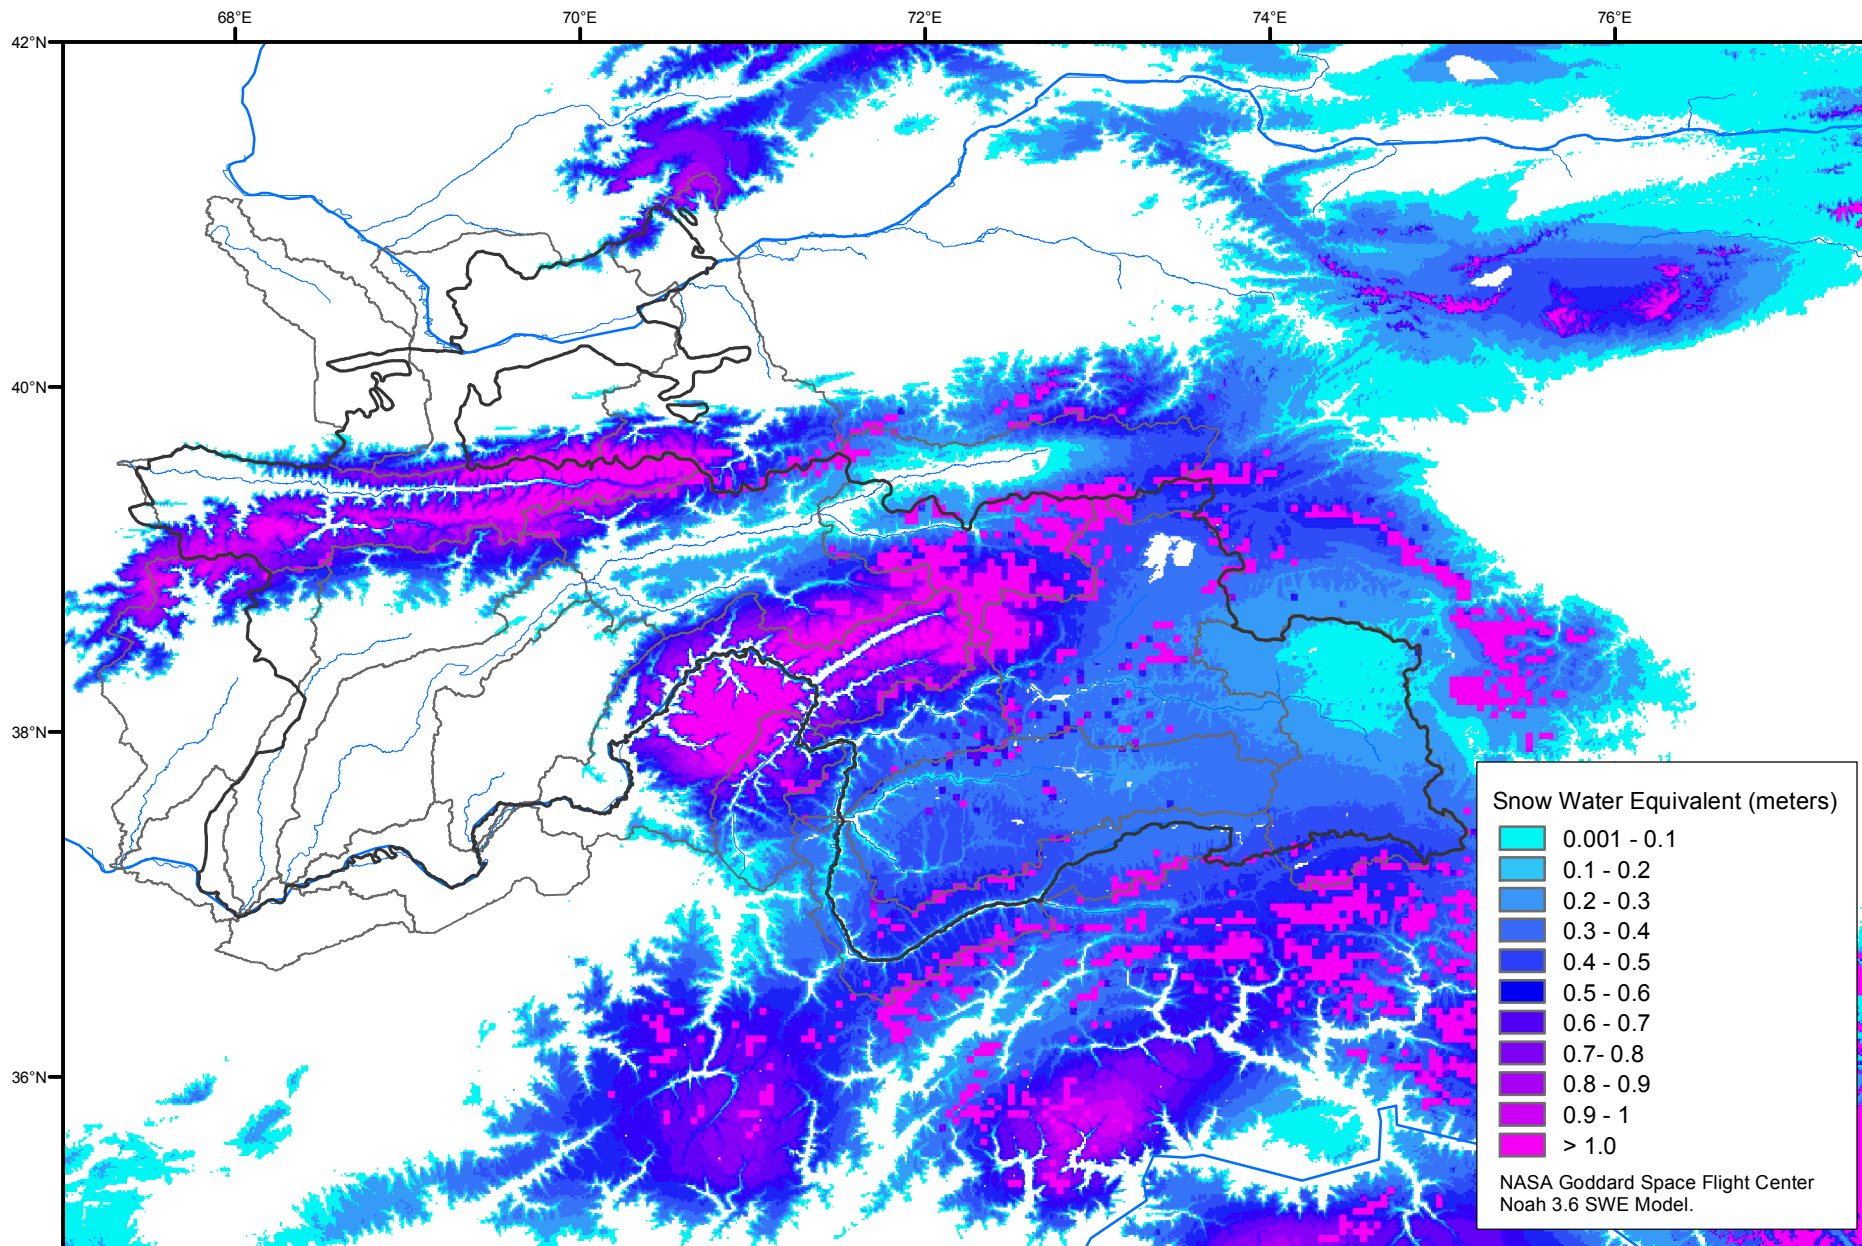 68°E
70°E
72°E
74°E
76°E
42°N
40°N
38°N
36°N
Snow Water Equivalent (meters)
0.001 - 0.1
0.1 - 0.2
0.2 - 0.3
0.3 - 0.4
0.4 - 0.5
0.5 - 0.6
0.6 - 0.7
0.7- 0.8
0.8 - 0.9
0.9 - 1
> 1.0
NASA Goddard Space Flight Center
Noah 3.6 SWE Model.